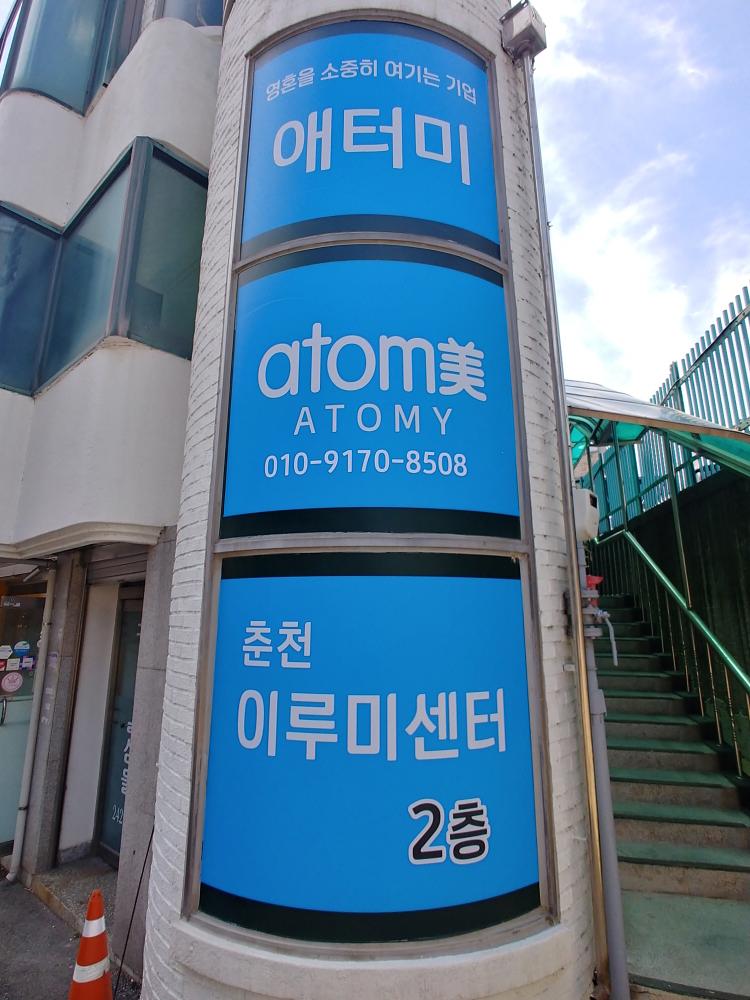 영혼을 소중히 여기는 기업
애터미
atom美
ATOMY
010-9170-8508
춘천
이루미센터
2층